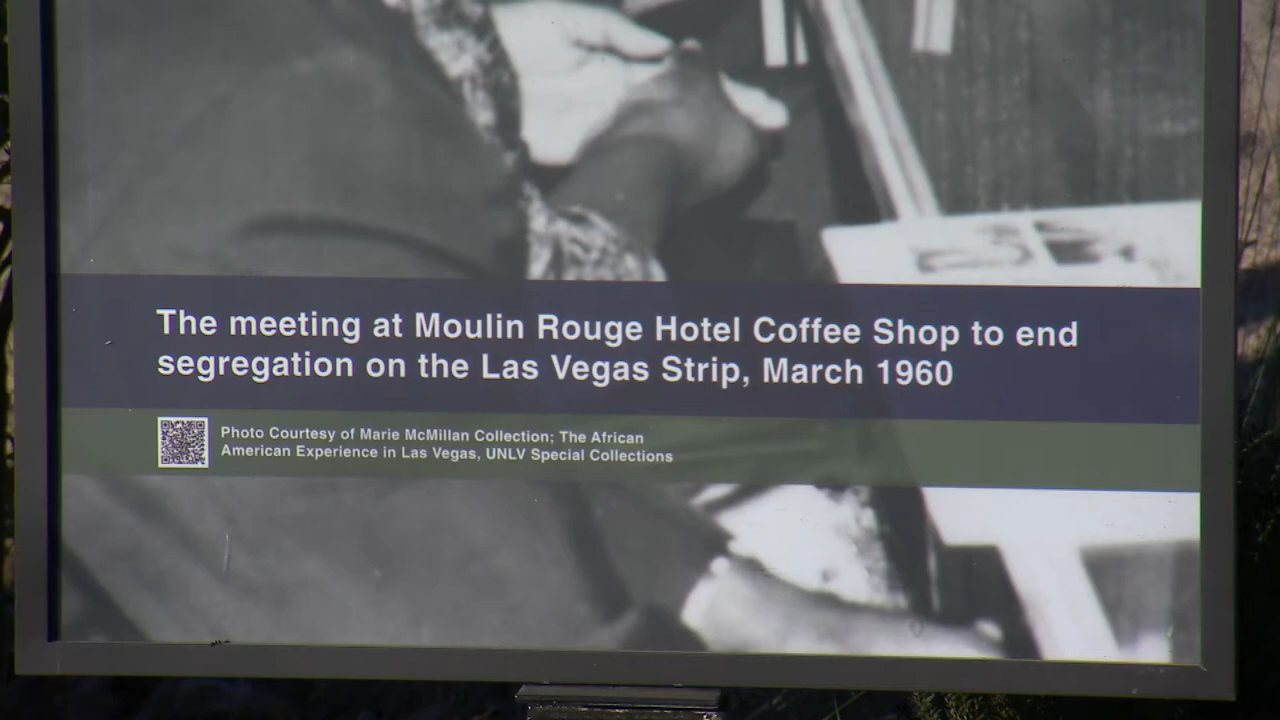 The meeting at Moulin Rouge Hotel Coffee Shop to end
segregation on the Las Vegas Strip, March 1960
Photo Courtesy of Marie McMillan Collection; The African
American Experience in Las Vegas, UNLV Special Collections